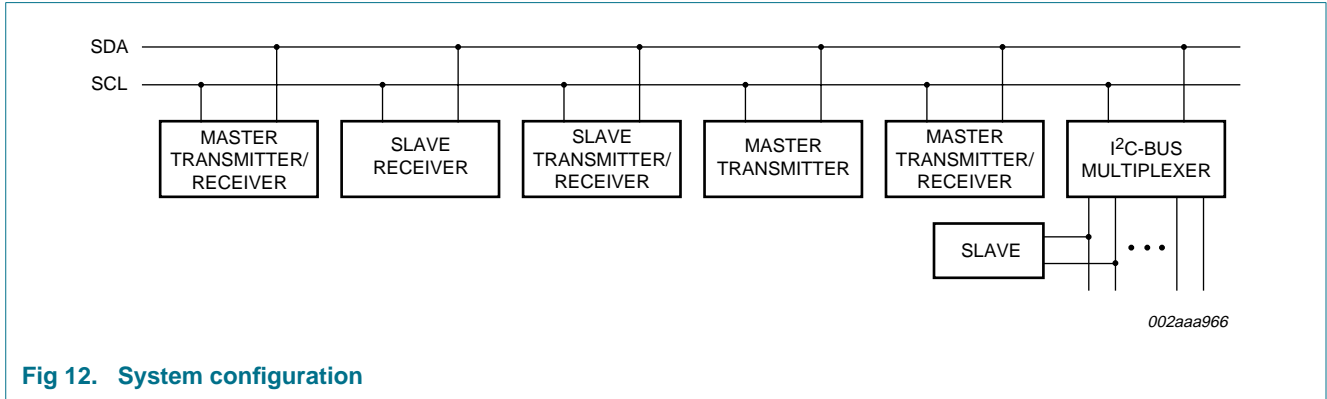 SDA
SCL
MASTER
TRANSMITTER/
RECEIVER
SLAVE
RECEIVER
SLAVE
TRANSMITTER/
RECEIVER
MASTER
TRANSMITTER
MASTER
TRANSMITTER/
RECEIVER
I²C-BUS
MULTIPLEXER
SLAVE
002aaa966
Fig 12. System configuration